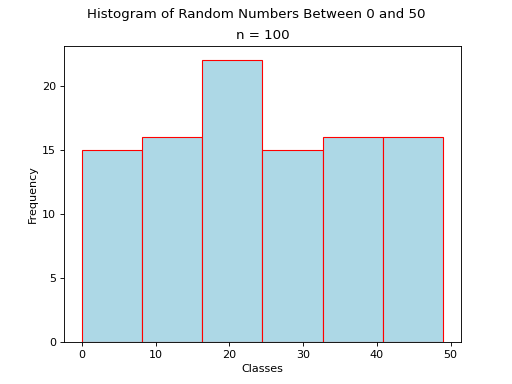 Histogram of Random Numbers Between 0 and 50
n = 100
20
15
10
5
0
Frequency
0 10 20 30 40 50
Classes